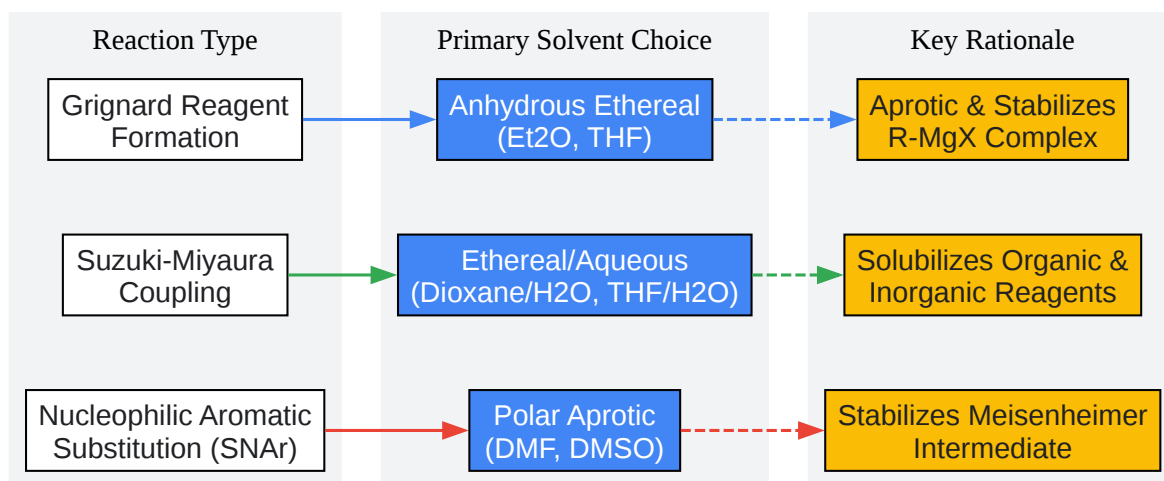 Reaction Type
Primary Solvent Choice
Key Rationale
Grignard Reagent
Formation
Anhydrous Ethereal
(Et2O, THF)
Aprotic & Stabilizes
R-MgX Complex
Suzuki-Miyaura
Coupling
Ethereal/Aqueous
(Dioxane/H2O, THF/H2O)
Solubilizes Organic &
Inorganic Reagents
Nucleophilic Aromatic
Substitution (SNAr)
Polar Aprotic
(DMF, DMSO)
Stabilizes Meisenheimer
Intermediate